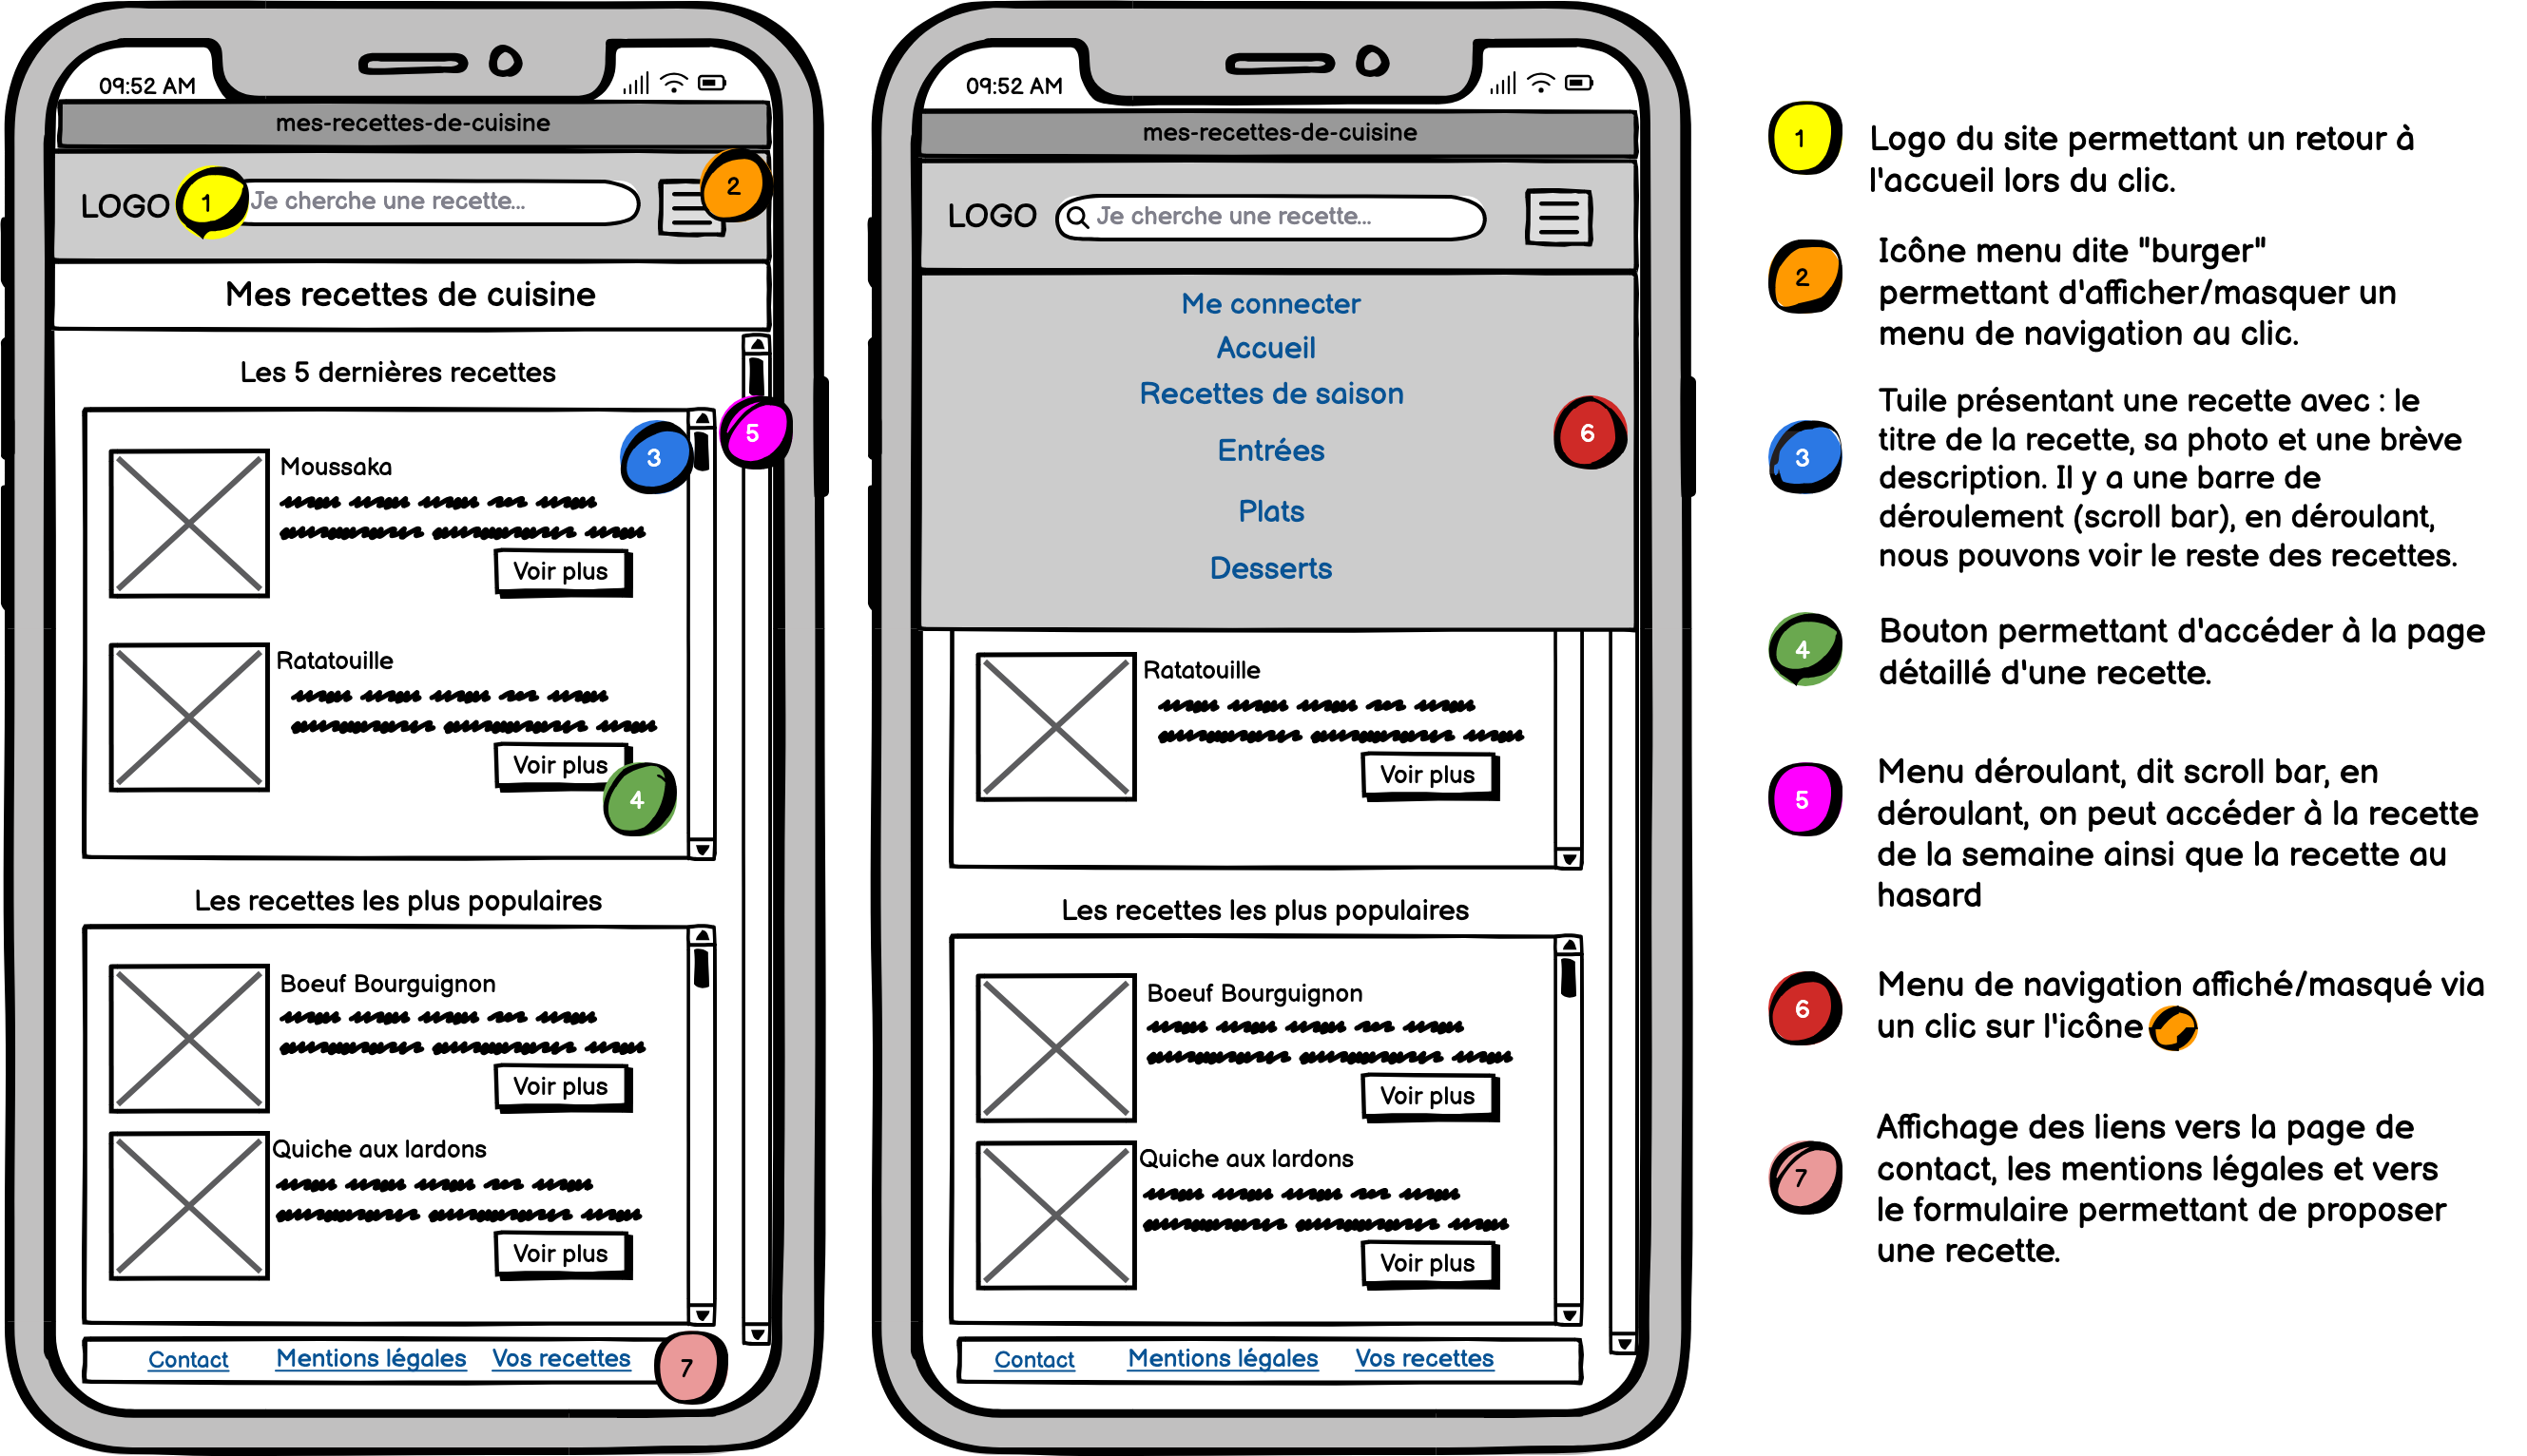 09:52 AM
mes-recettes-de-cuisine
LOGO
1
Je cherche une recette...
2
Mes recettes de cuisine
Les 5 dernières recettes
5
3
Moussaka
Voir plus
Ratatouille
Voir plus
4
Les recettes les plus populaires
Boeuf Bourguignon
Voir plus
Quiche aux lardons
Voir plus
Contact
Mentions légales
Vos recettes
7
09:52 AM
mes-recettes-de-cuisine
LOGO
Je cherche une recette...
Me connecter
Accueil
Recettes de saison
6
Entrées
Plats
Desserts
Ratatouille
Voir plus
Les recettes les plus populaires
Boeuf Bourguignon
Voir plus
Quiche aux lardons
Voir plus
Contact
Mentions légales
Vos recettes
1
Logo du site permettant un retour à
l'accueil lors du clic.
2
Icône menu dite "burger"
permettant d'afficher/masquer un
menu de navigation au clic.
3
Tuile présentant une recette avec : le
titre de la recette, sa photo et une brève
description. Il y a une barre de
déroulement (scroll bar), en déroulant,
nous pouvons voir le reste des recettes.
4
Bouton permettant d'accéder à la page
détaillé d'une recette.
5
Menu déroulant, dit scroll bar, en
déroulant, on peut accéder à la recette
de la semaine ainsi que la recette au
hasard
6
Menu de navigation affiché/masqué via
un clic sur l'icône
7
Affichage des liens vers la page de
contact, les mentions légales et vers
le formulaire permettant de proposer
une recette.